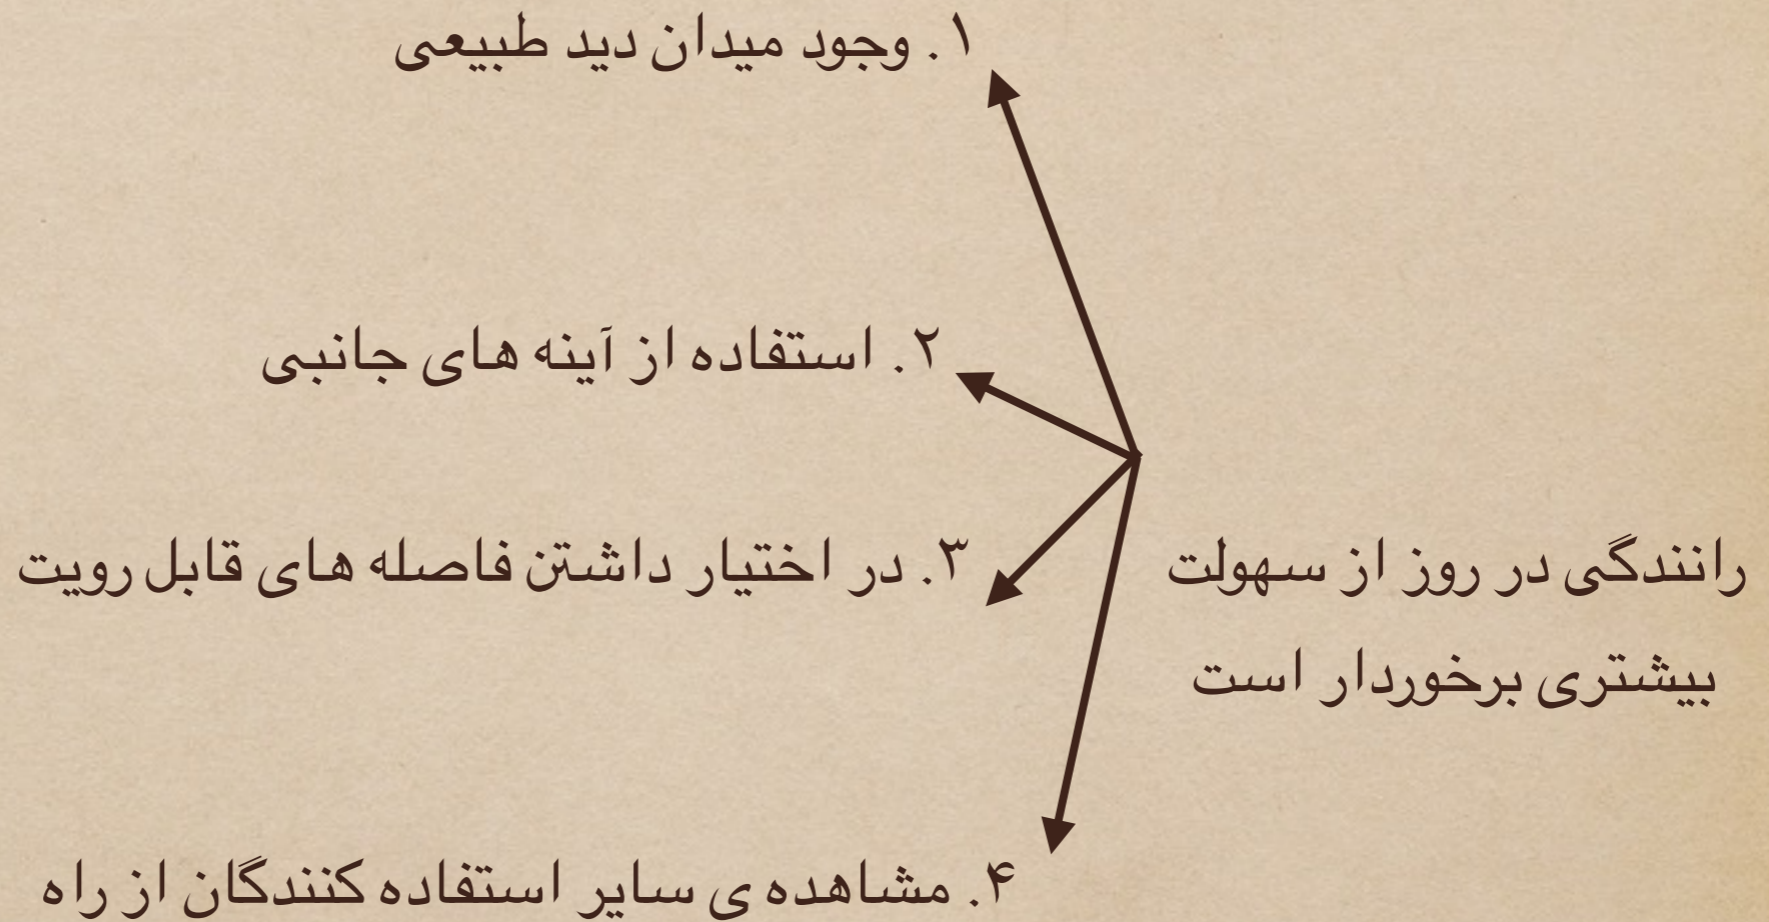 رانندگی در روز از سهولت
بیشتری برخوردار است
۱. وجود میدان دید طبیعی
۲. استفاده از آینه های جانبی
۳. در اختیار داشتن فاصله های قابل رویت
۴. مشاهده ی سایر استفاده کنندگان از راه